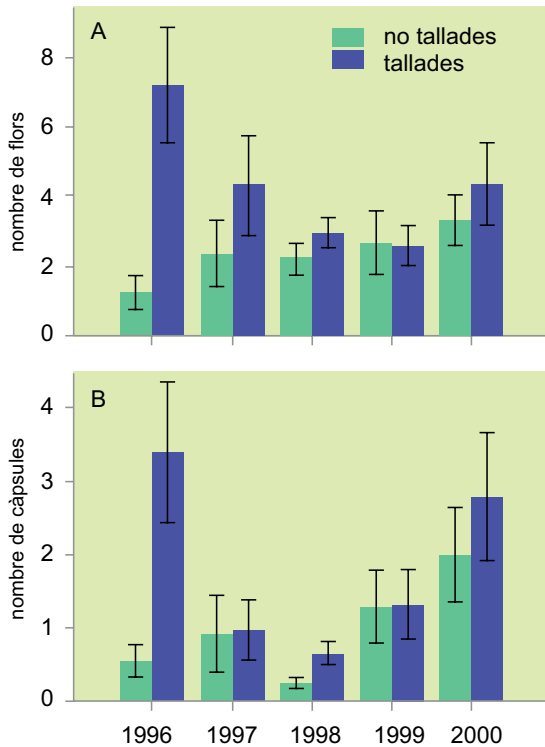 A
no tallades
tallades
nombre de flors
8
6
4
2
0
B
nombre de càpsules
4
3
2
1
0
1996 1997 1998 1999 2000